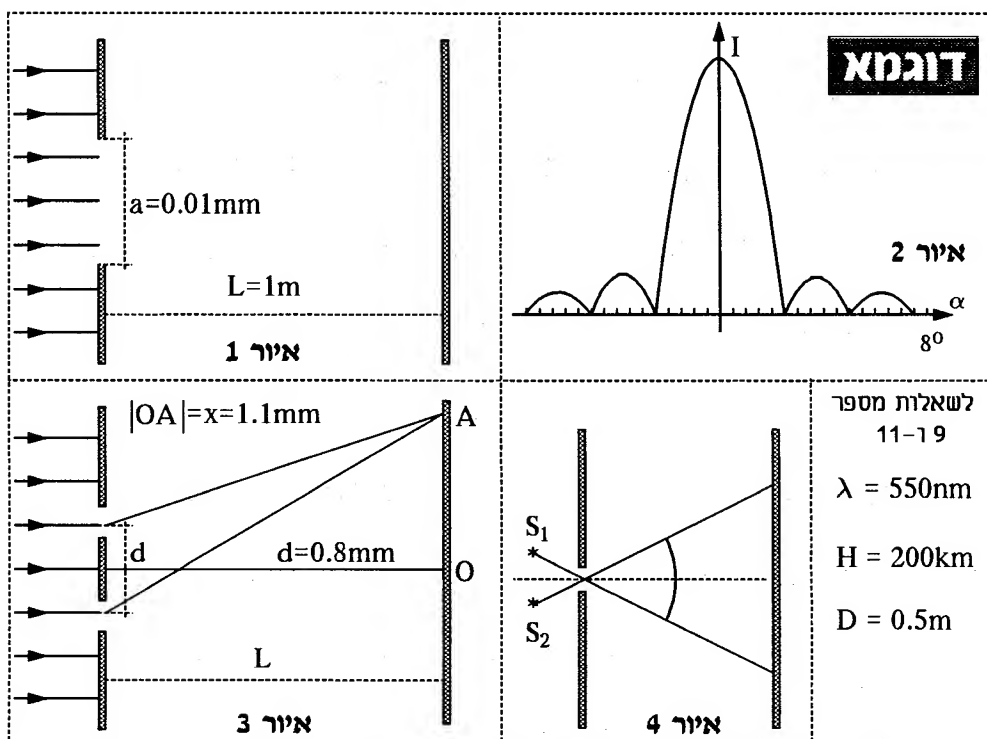 a=0.01mm
L=1m
איור 1
דוגמא
I
איור 2
α
8°
|OA|=x=1.1mm
A
d
d=0.8mm
O
L
איור 3
S₁
S₂
איור 4
לשאלות מספר
9 ו-11
λ = 550nm
H = 200km
D = 0.5m